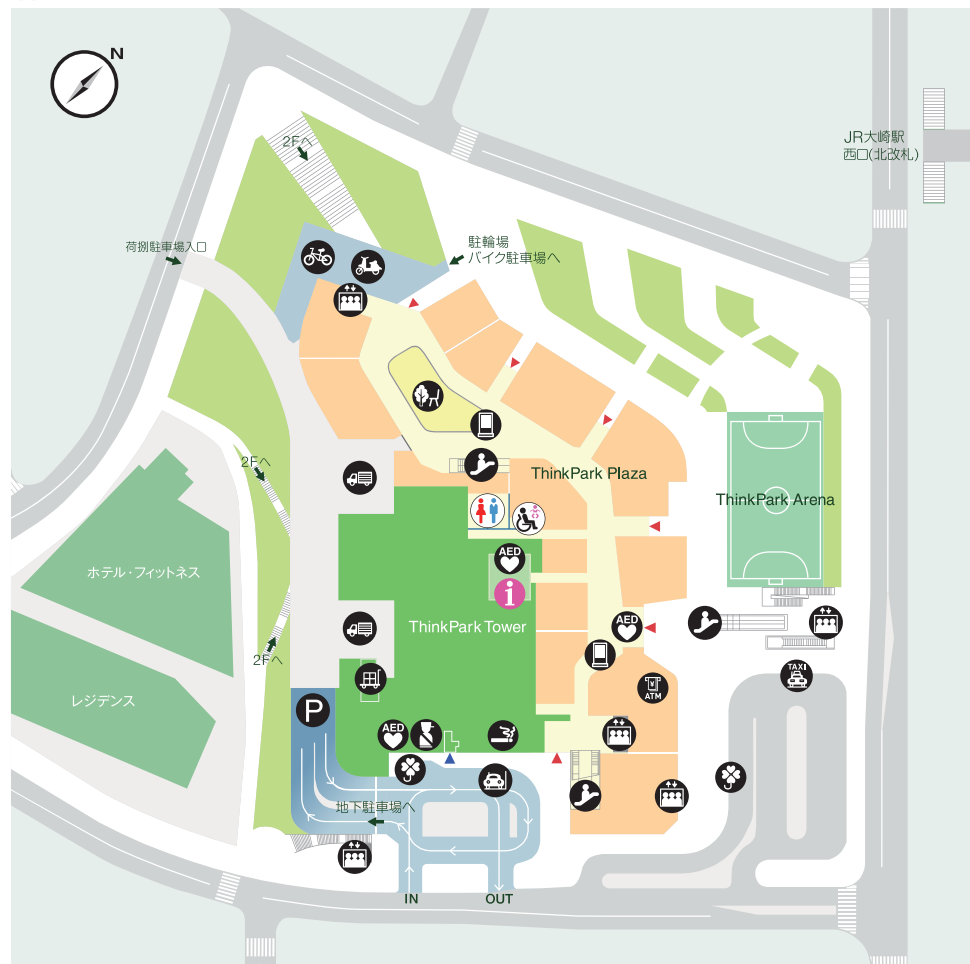 N
2Fへ
JR大崎駅
西口(北改札)
荷捌駐車場入口
駐輪場
バイク駐車場へ
ThinkPark Plaza
ThinkPark Arena
2Fへ
AED
i
ホテル・フィットネス
ThinkPark Tower
AED
2Fへ
TAXI
レジデンス
ATM
P
AED
地下駐車場へ
IN
OUT